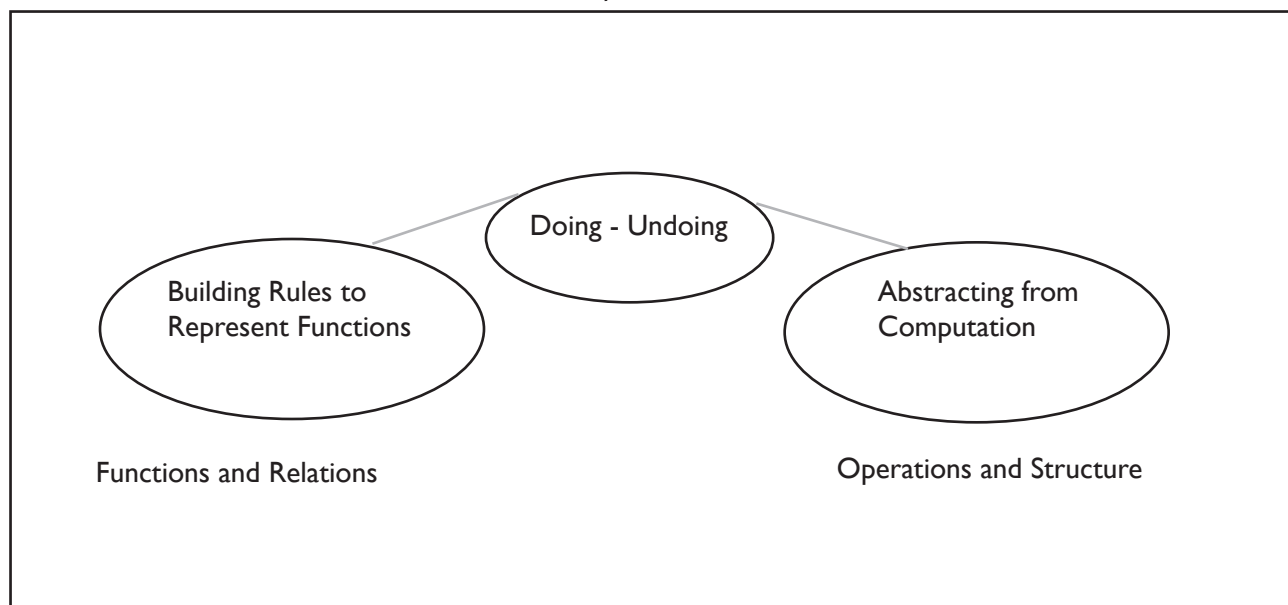 Doing - Undoing
Building Rules to
Represent Functions
Abstracting from
Computation
Functions and Relations
Operations and Structure